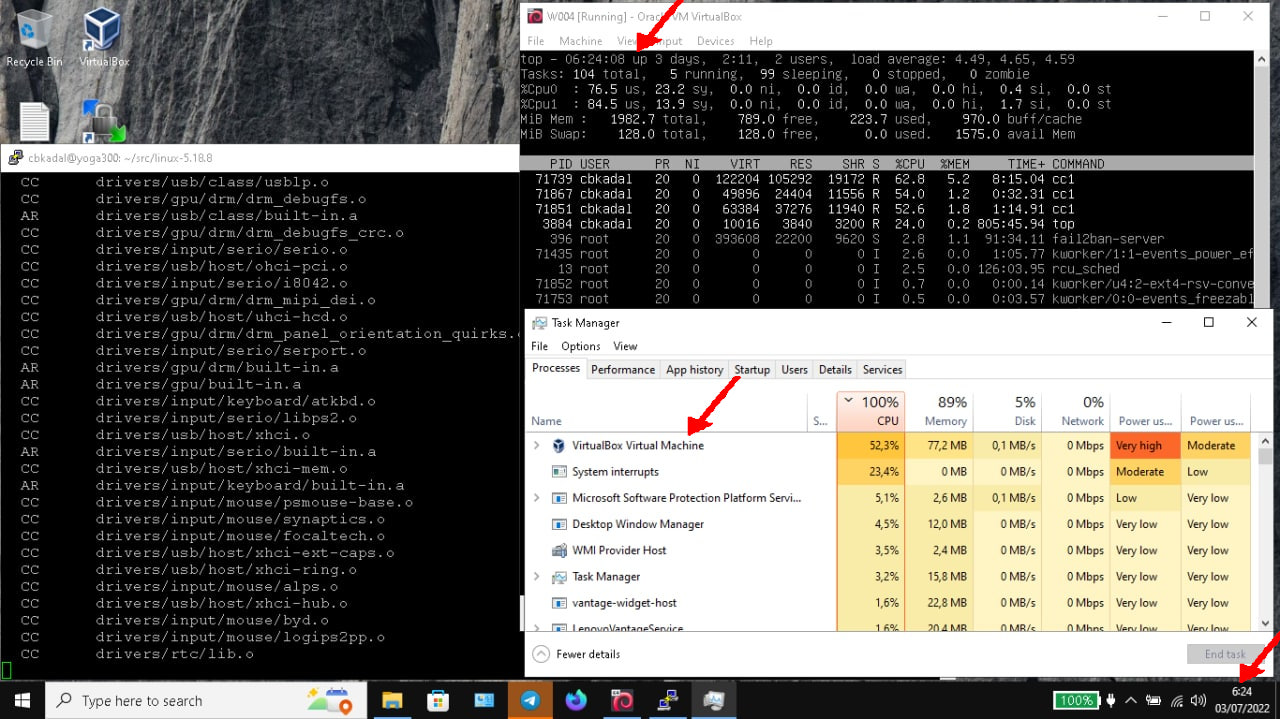 Recycle Bin
VirtualBox
cbkadal@yoga300: ~/src/linux-5.18.8
CC drivers/usb/class/usblp.o
CC drivers/gpu/drm/drm_debugfs.o
AR drivers/usb/class/built-in.a
CC drivers/gpu/drm/drm_debugfs_crc.o
CC drivers/input/serio/serio.o
CC drivers/usb/host/ohci-pci.o
CC drivers/input/serio/i8042.o
CC drivers/gpu/drm/drm_mipi_dsi.o
CC drivers/usb/host/uhci-hcd.o
CC drivers/gpu/drm/drm_panel_orientation_quirks.
CC drivers/input/serio/serport.o
AR drivers/gpu/drm/built-in.a
AR drivers/gpu/built-in.a
CC drivers/input/keyboard/atkbd.o
CC drivers/input/serio/libps2.o
CC drivers/usb/host/xhci.o
AR drivers/input/serio/built-in.a
CC drivers/usb/host/xhci-mem.o
AR drivers/input/keyboard/built-in.a
CC drivers/input/mouse/psmouse-base.o
CC drivers/input/mouse/synaptics.o
CC drivers/input/mouse/focaltech.o
CC drivers/usb/host/xhci-ext-caps.o
CC drivers/usb/host/xhci-ring.o
CC drivers/input/mouse/alps.o
CC drivers/usb/host/xhci-hub.o
CC drivers/input/mouse/byd.o
CC drivers/input/mouse/logips2pp.o
CC drivers/rtc/lib.o
W004 [Running] - Oracle VM VirtualBox
File Machine View Input Devices Help
top - 06:24:08 up 3 days, 2:11, 2 users, load average: 4.49, 4.65, 4.59
Tasks: 104 total, 5 running, 99 sleeping, 0 stopped, 0 zombie
%Cpu0 : 76.5 us, 23.2 sy, 0.0 ni, 0.0 id, 0.0 wa, 0.0 hi, 0.4 si, 0.0 st
%Cpu1 : 84.5 us, 13.9 sy, 0.0 ni, 0.0 id, 0.0 wa, 0.0 hi, 1.7 si, 0.0 st
MiB Mem : 1982.7 total, 789.0 free, 223.7 used, 970.0 buff/cache
MiB Swap: 128.0 total, 128.0 free, 0.0 used. 1575.0 avail Mem
PID USER PR NI VIRT RES SHR S %CPU %MEM TIME+ COMMAND
71739 cbkadal 20 0 122204 105292 19172 R 62.8 5.2 8:15.04 cc1
71867 cbkadal 20 0 49896 24404 11556 R 54.0 1.2 0:32.31 cc1
71851 cbkadal 20 0 63384 37276 11940 R 52.6 1.8 1:14.91 cc1
3884 cbkadal 20 0 10016 3840 3200 R 24.0 0.2 805:45.94 top
396 root 20 0 393608 22200 9620 S 2.8 1.1 91:34.11 fail2ban-server
71435 root 20 0 0 0 0 I 2.6 0.0 1:05.77 kworker/1:1-events_power_ef
13 root 20 0 0 0 0 I 2.5 0.0 126:03.95 rcu_sched
71852 root 20 0 0 0 0 I 0.7 0.0 0:00.14 kworker/u4:2-ext4-rsv-conve
71753 root 20 0 0 0 0 I 0.5 0.0 0:03.57 kworker/0:0-events_freezabl
Task Manager
File Options View
Processes Performance App history Startup Users Details Services
100% 89% 5% 0%
Name S... CPU Memory Disk Network Power us... Power us...
VirtualBox Virtual Machine 52,3% 77,2 MB 0,1 MB/s 0 Mbps Very high Moderate
System interrupts 23,4% 0 MB 0 MB/s 0 Mbps Moderate Low
Microsoft Software Protection Platform Servi... 5,1% 2,6 MB 0,1 MB/s 0 Mbps Low Very low
Desktop Window Manager 4,5% 12,0 MB 0 MB/s 0 Mbps Very low Very low
WMI Provider Host 3,5% 2,4 MB 0 MB/s 0 Mbps Very low Very low
Task Manager 3,2% 15,8 MB 0 MB/s 0 Mbps Very low Very low
vantage-widget-host 1,6% 22,8 MB 0 MB/s 0 Mbps Very low Very low
LenovoVantageService 1,6% 20,4 MB 0 MB/s 0 Mbps Very low Very low
Fewer details
End task
Type here to search
100%
6:24
03/07/2022